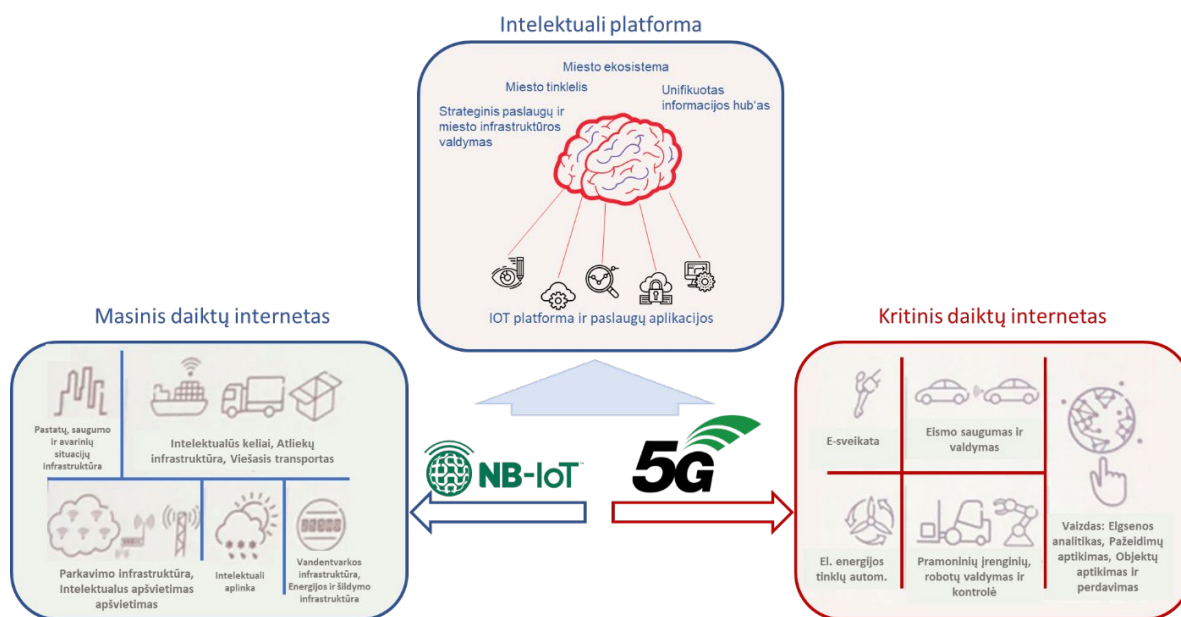 Intelektuali platforma
Miesto ekosistema
Miesto tinklelis
Unifikuotas
informacijos hub'as
Strateginis paslaugų ir
miesto infrastruktūros
valdymas
IOT platforma ir paslaugų aplikacijos
Masinis daiktų internetas
Pastatų, saugumo
ir avarinių
situacijų
infrastruktūra
Intelektualūs keliai, Atliekų
infrastruktūra, Viešasis transportas
Parkavimo infrastruktūra,
Intelektualus apšvietimas
apšvietimas
Intelektuali
aplinka
Vandentvarkos
infrastruktūra,
Energijos ir šildymo
infrastruktūra
NB-IoT™
5G
Kritinis daiktų internetas
E-sveikata
Eismo saugumas ir
valdymas
El. energijos
tinklų autom.
Pramoninių įrenginių,
robotų valdymas ir
kontrolė
Vaizdas: Elgsenos
analitikas, Pažeidimų
aptikimas, Objektų
aptikimas ir
perdavimas